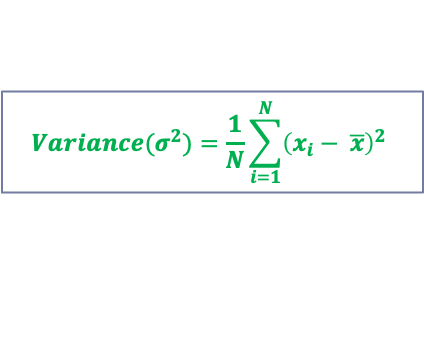 Variance(σ²) = 1/N ∑_{i=1}^{N} (xᵢ − x̅)²